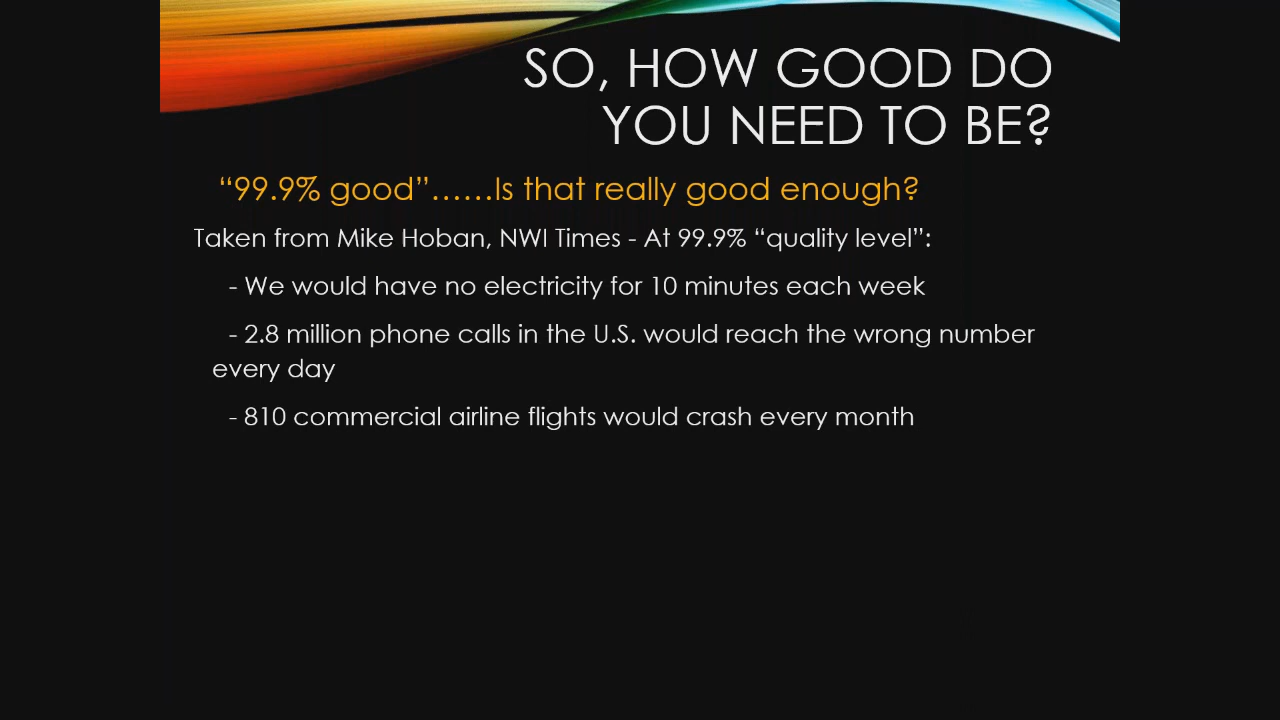 SO, HOW GOOD DO
YOU NEED TO BE?
“99.9% good”……Is that really good enough?
Taken from Mike Hoban, NWI Times - At 99.9% “quality level”:
- We would have no electricity for 10 minutes each week
- 2.8 million phone calls in the U.S. would reach the wrong number
every day
- 810 commercial airline flights would crash every month